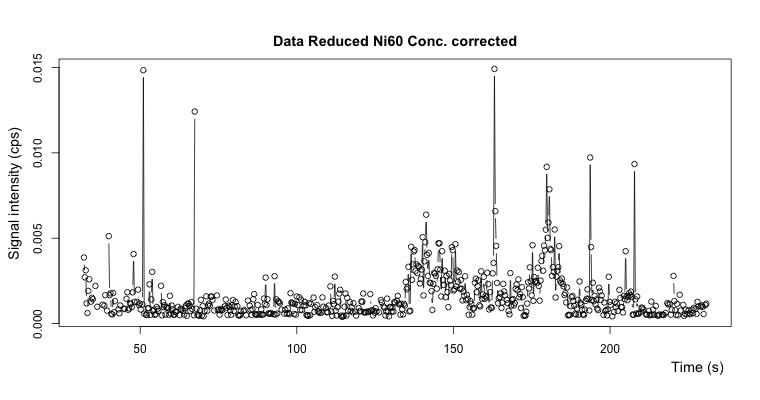 Data Reduced Ni60 Conc. corrected
Signal intensity (cps)
0.015
0.010
0.005
0.000
50 100 150 200
Time (s)